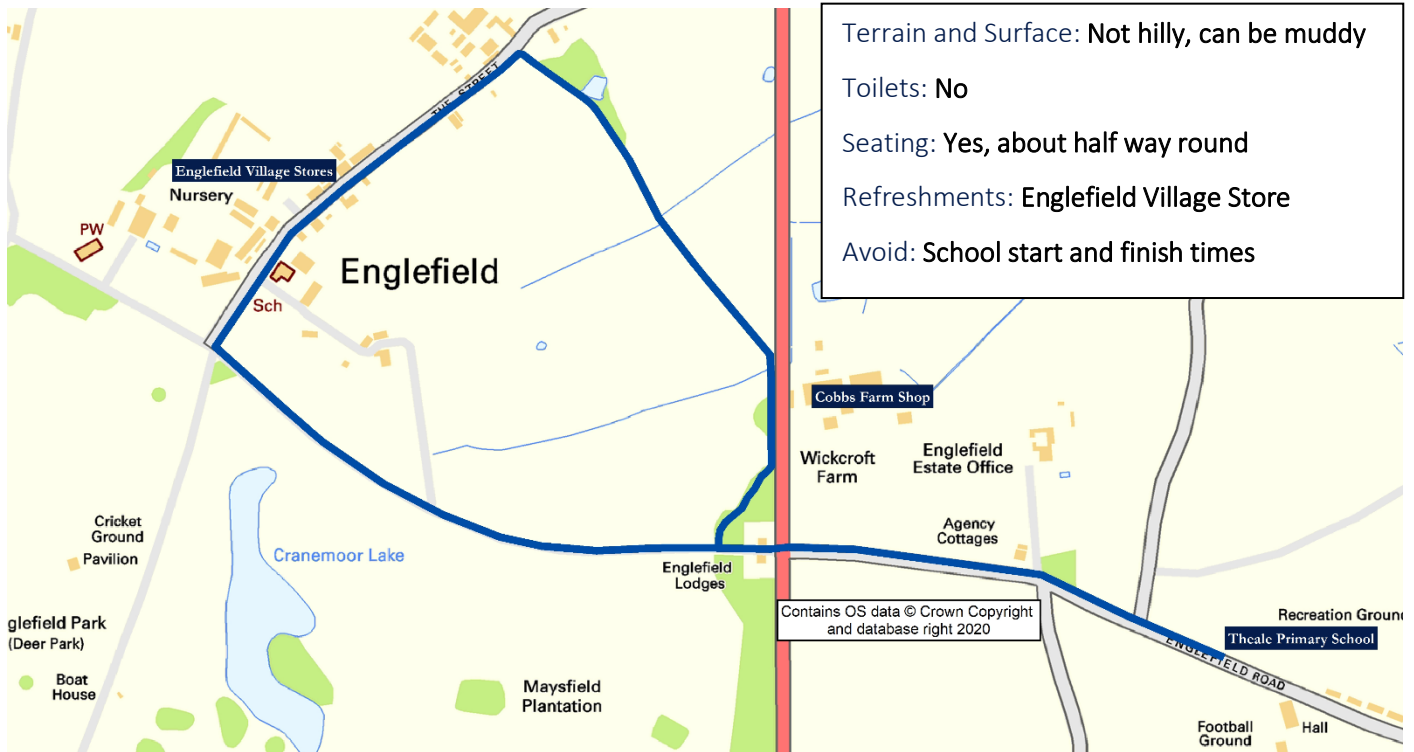 Terrain and Surface: Not hilly, can be muddy
Toilets: No
Seating: Yes, about half way round
Refreshments: Englefield Village Store
Avoid: School start and finish times
THE STREET
Englefield Village Stores
Nursery
PW
Englefield
Sch
Cobbs Farm Shop
Wickcroft
Farm
Englefield
Estate Office
Cricket
Ground
Pavilion
Cranemoor Lake
Agency
Cottages
Englefield
Lodges
Contains OS data © Crown Copyright
and database right 2020
Recreation Groun
Theale Primary School
ENGLEFIELD ROAD
glefield Park
(Deer Park)
Boat
House
Maysfield
Plantation
Football
Ground
Hall